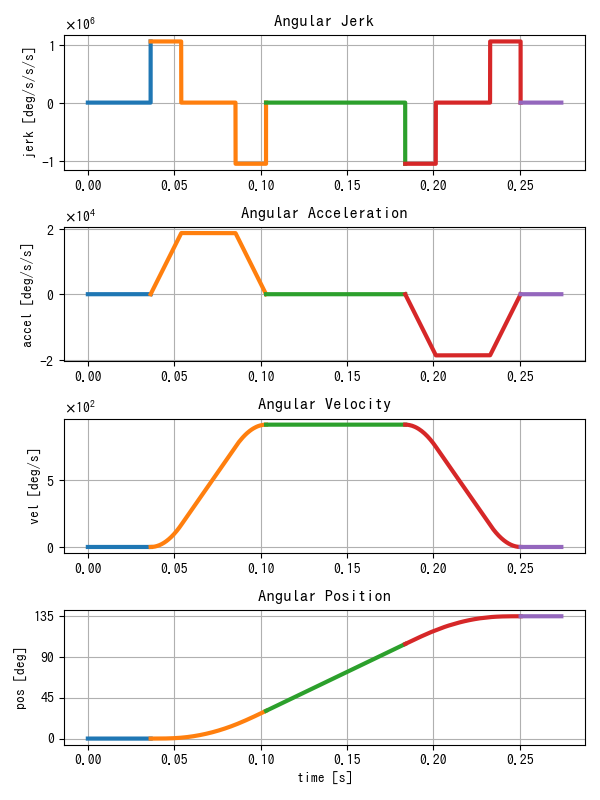 Angular Jerk
×10⁶
jerk [deg/s/s/s]
1
0
−1
0.00 0.05 0.10 0.15 0.20 0.25
Angular Acceleration
×10⁴
accel [deg/s/s]
2
0
−2
0.00 0.05 0.10 0.15 0.20 0.25
Angular Velocity
×10²
vel [deg/s]
5
0
0.00 0.05 0.10 0.15 0.20 0.25
Angular Position
pos [deg]
135
90
45
0
0.00 0.05 0.10 0.15 0.20 0.25
time [s]